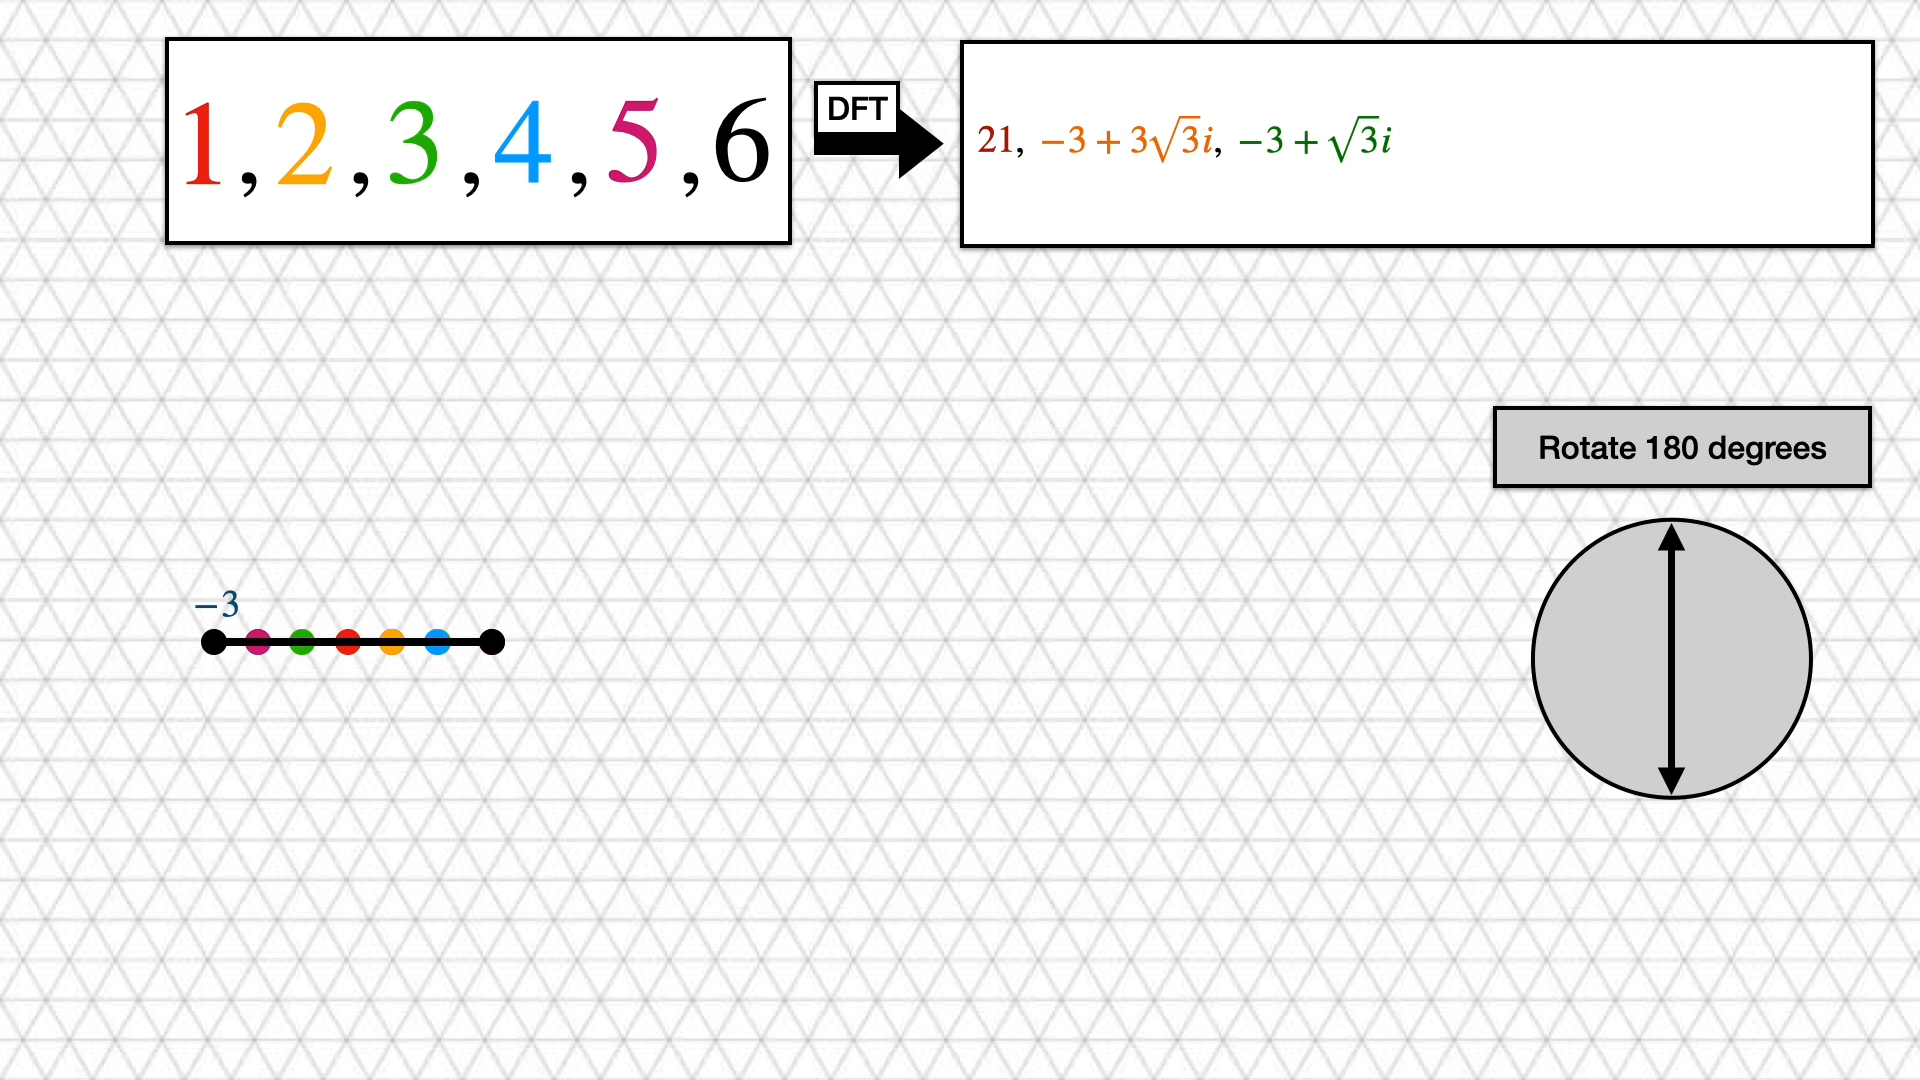 1, 2, 3, 4, 5, 6
DFT
21, −3 + 3√3i, −3 + √3i
Rotate 180 degrees
−3